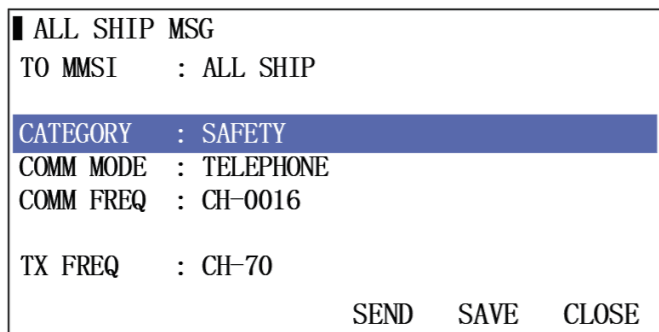 ALL SHIP MSG
TO MMSI : ALL SHIP
CATEGORY : SAFETY
COMM MODE : TELEPHONE
COMM FREQ : CH-0016
TX FREQ : CH-70
SEND SAVE CLOSE